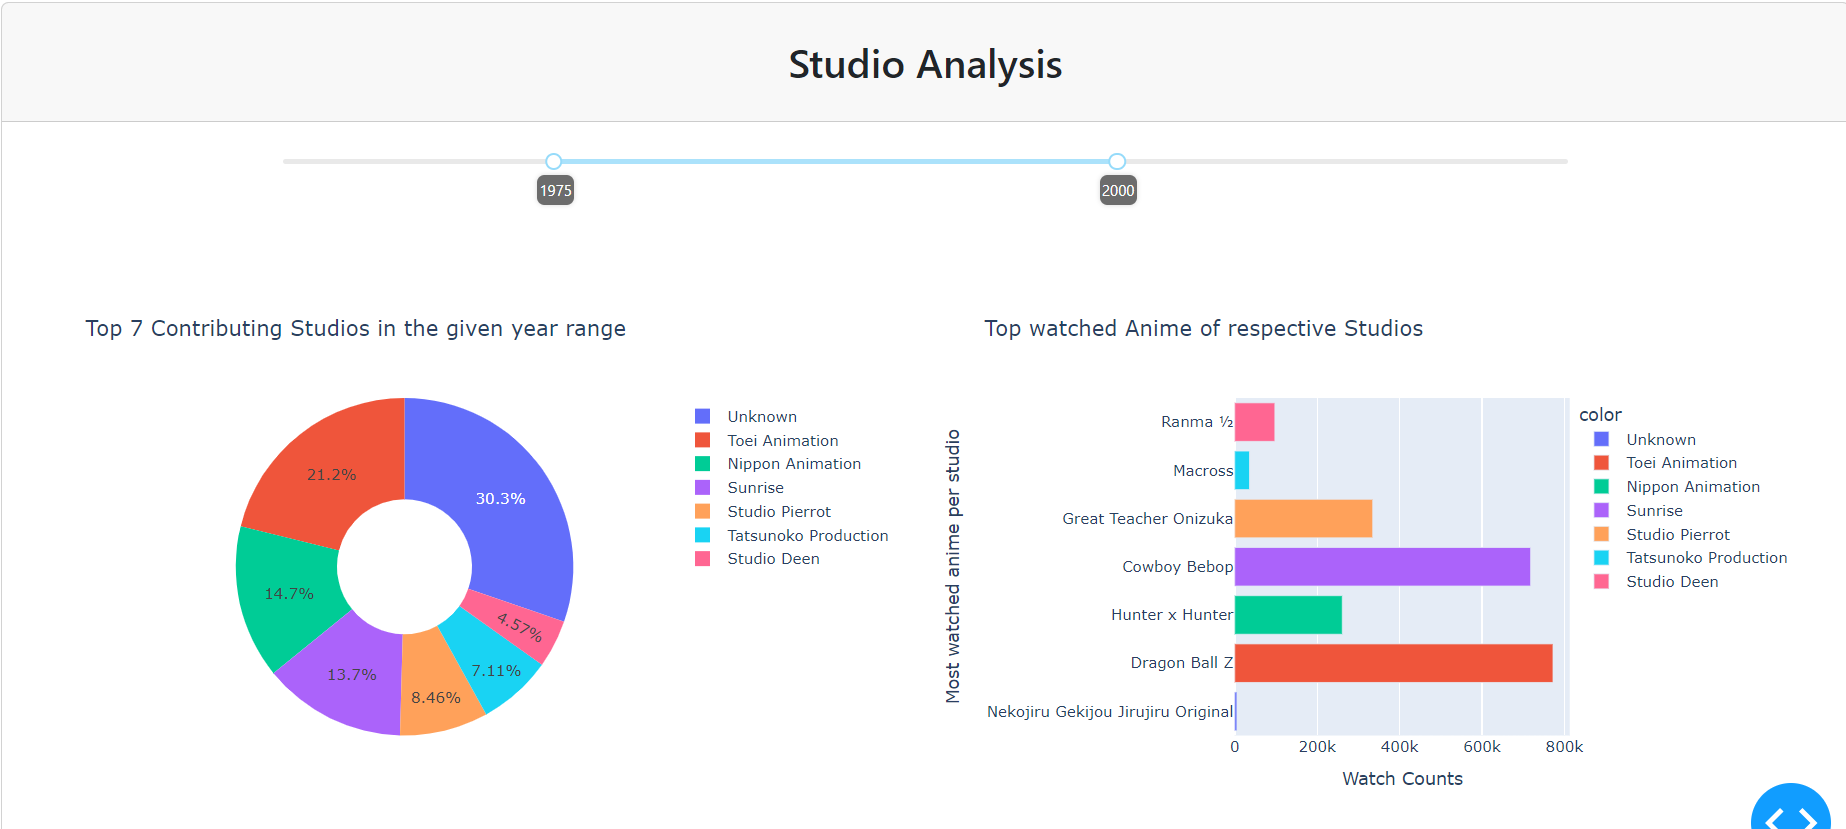 Studio Analysis
1975
2000
Top 7 Contributing Studios in the given year range
30.3%
21.2%
14.7%
13.7%
8.46%
7.11%
4.57%
Unknown
Toei Animation
Nippon Animation
Sunrise
Studio Pierrot
Tatsunoko Production
Studio Deen
Top watched Anime of respective Studios
Most watched anime per studio
Ranma ½
Macross
Great Teacher Onizuka
Cowboy Bebop
Hunter x Hunter
Dragon Ball Z
Nekojiru Gekijou Jirujiru Original
0 200k 400k 600k 800k
Watch Counts
color
Unknown
Toei Animation
Nippon Animation
Sunrise
Studio Pierrot
Tatsunoko Production
Studio Deen